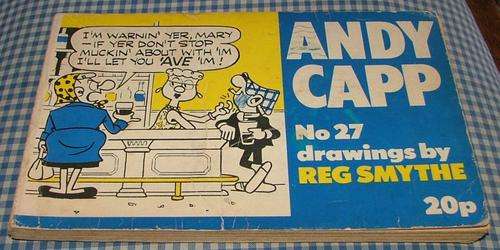 I'M WARNIN' YER, MARY
—IF YER DON'T STOP
MUCKIN' ABOUT WITH 'IM
I'LL LET YOU 'AVE 'IM!
ANDY
CAPP
No 27
drawings by
REG SMYTHE
20p